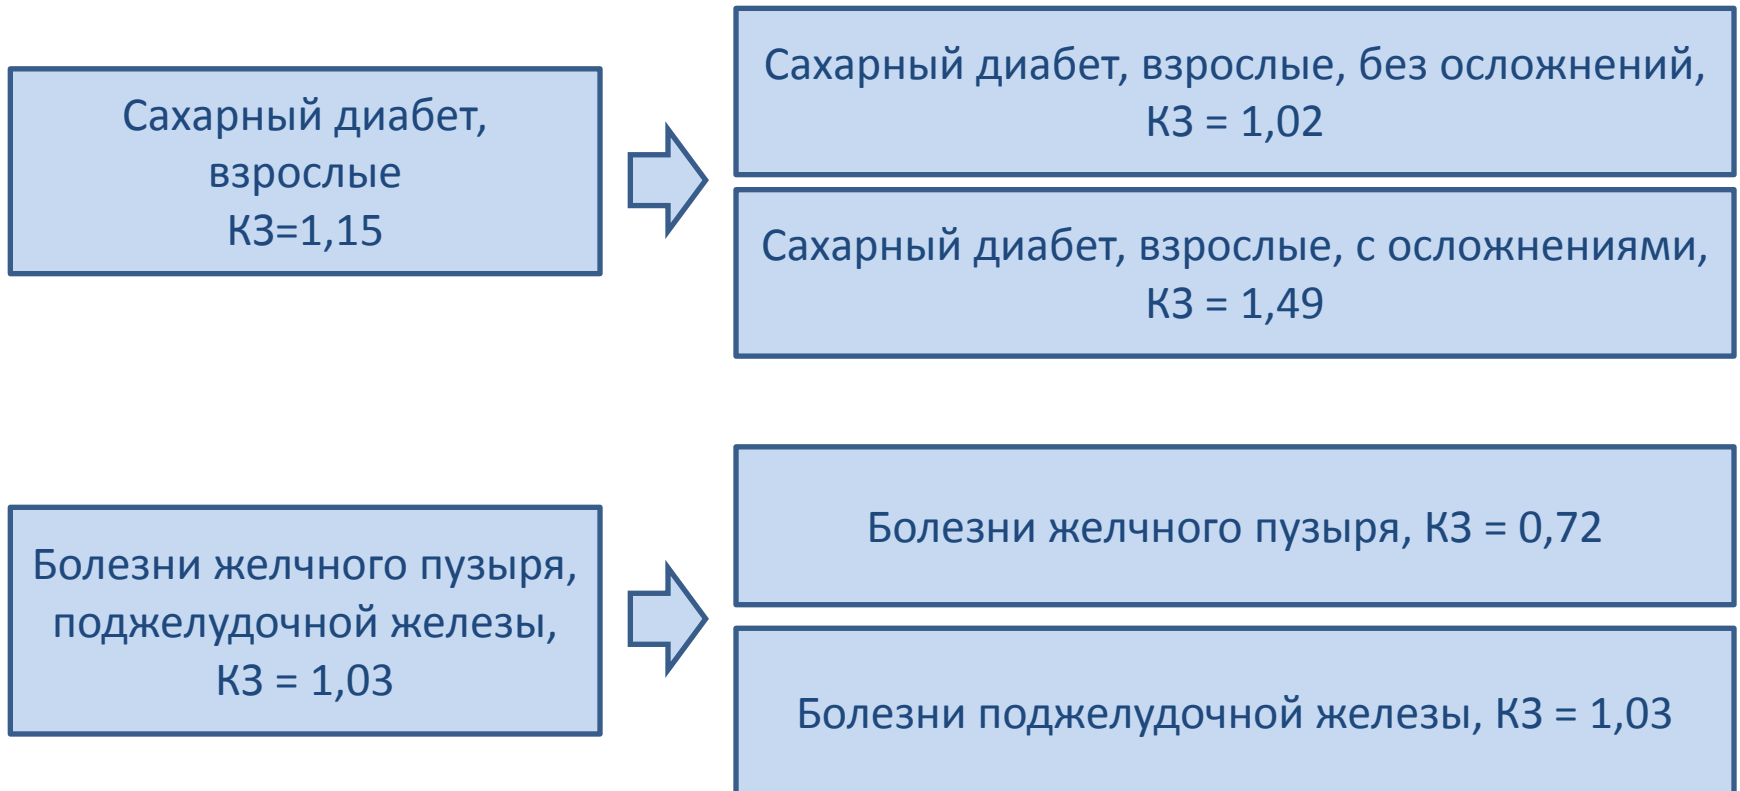 Сахарный диабет,
взрослые
КЗ=1,15
Сахарный диабет, взрослые, без осложнений,
КЗ = 1,02
Сахарный диабет, взрослые, с осложнениями,
КЗ = 1,49
Болезни желчного пузыря,
поджелудочной железы,
КЗ = 1,03
Болезни желчного пузыря, КЗ = 0,72
Болезни поджелудочной железы, КЗ = 1,03